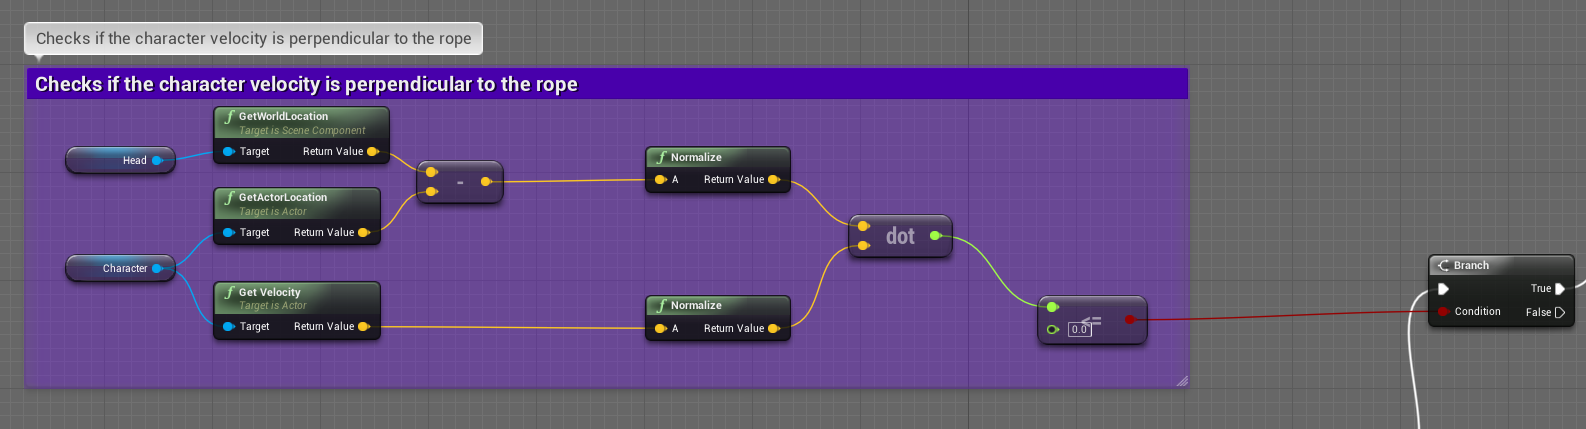 Checks if the character velocity is perpendicular to the rope
Checks if the character velocity is perpendicular to the rope
GetWorldLocation
Target is Scene Component
Target Return Value
Head
-
GetActorLocation
Target is Actor
Target Return Value
Character
Get Velocity
Target is Actor
Target Return Value
Normalize
A Return Value
Normalize
A Return Value
dot
<=
0.0
Branch
True
Condition False